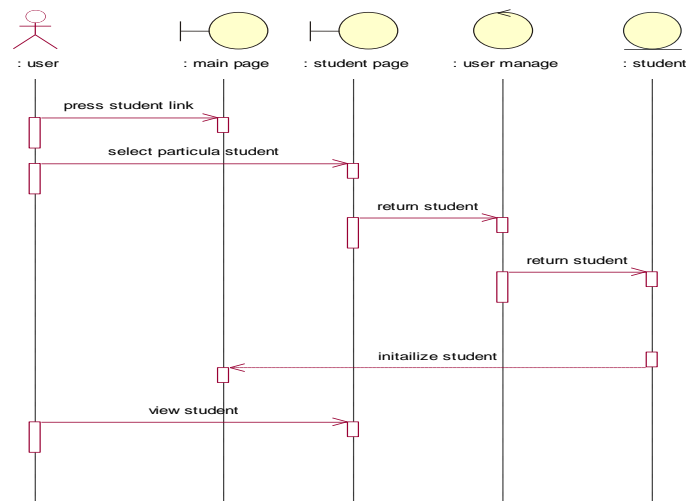 : user
: main page
: student page
: user manage
: student
press student link
select particula student
return student
return student
initailize student
view student